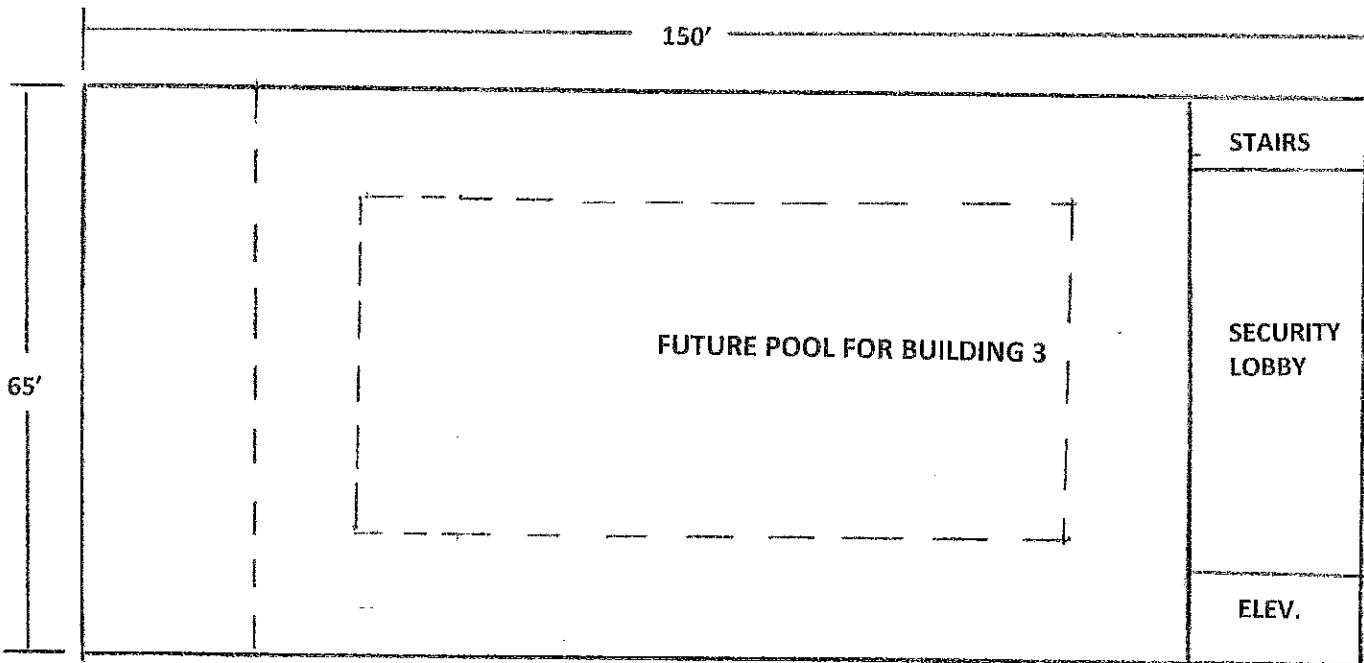 150'
STAIRS
FUTURE POOL FOR BUILDING 3
SECURITY
LOBBY
65'
ELEV.